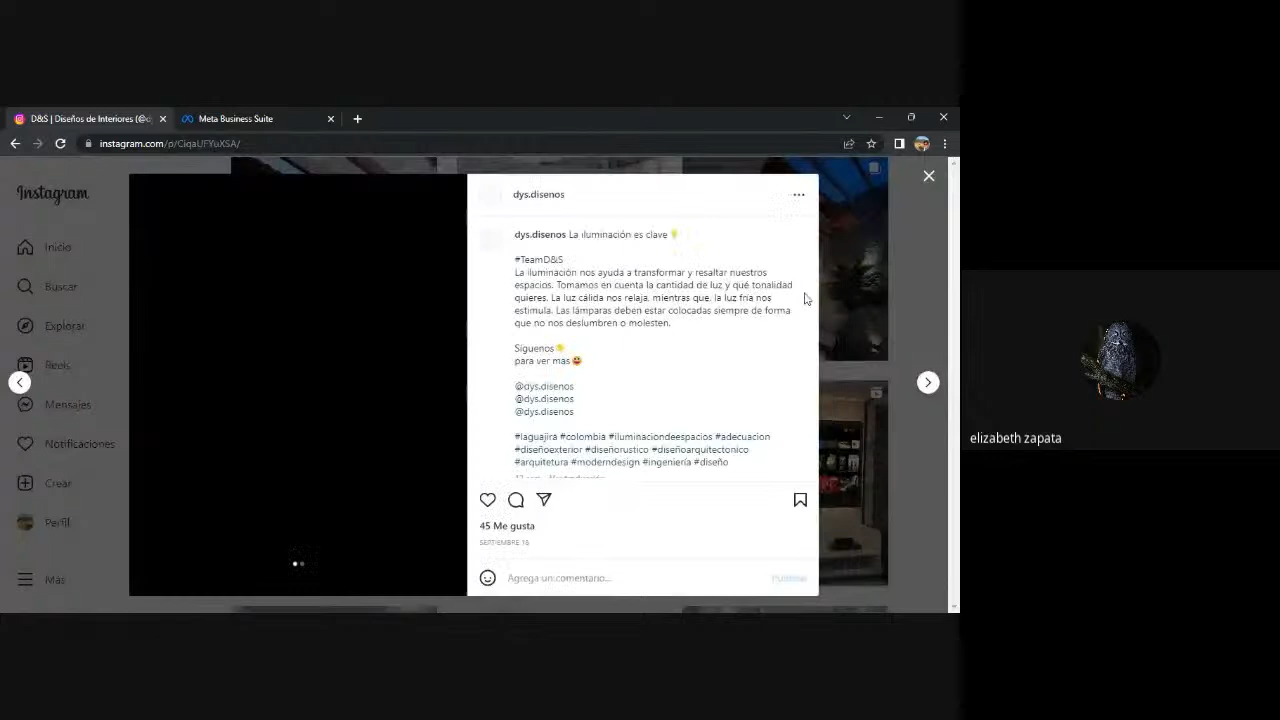 D&S | Diseños de Interiores (@d
Meta Business Suite
instagram.com/p/CiqaUFYuXSA/
Instagram
Inicio
Buscar
Explorar
Reels
Mensajes
Notificaciones
Crear
Perfil
Más
dys.disenos
dys.disenos La iluminación es clave💡
#TeamD&S
La iluminación nos ayuda a transformar y resaltar nuestros
espacios. Tomamos en cuenta la cantidad de luz y qué tonalidad
quieres. La luz cálida nos relaja, mientras que, la luz fría nos
estimula. Las lámparas deben estar colocadas siempre de forma
que no nos deslumbren o molesten.
Síguenos
para ver más
@dys.disenos
@dys.disenos
@dys.disenos
#laguajira #colombia #iluminaciondeespacios #adecuacion
#diseñoexterior #diseñorustico #diseñoarquitectonico
#arquitetura #moderndesign #ingeniería #diseño
45 Me gusta
SEPTIEMBRE 18
Agrega un comentario...
Publicar
elizabeth zapata